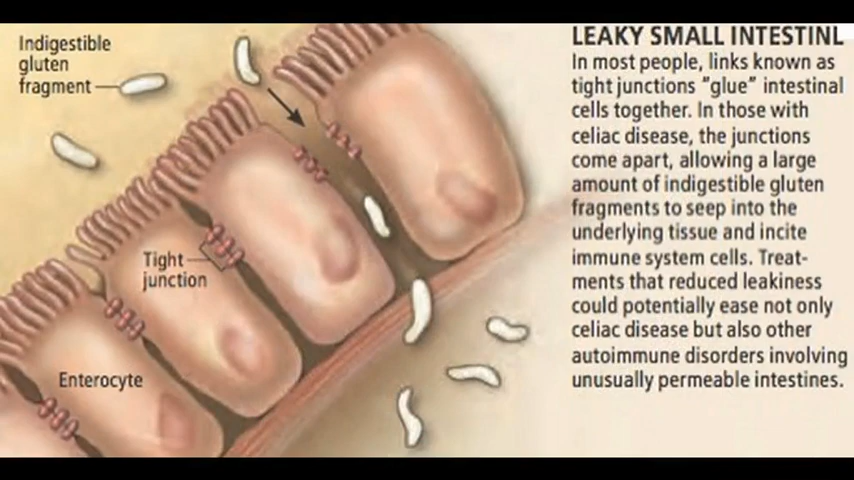 Indigestible
gluten
fragment
Tight
junction
Enterocyte
LEAKY SMALL INTESTINL
In most people, links known as
tight junctions "glue" intestinal
cells together. In those with
celiac disease, the junctions
come apart, allowing a large
amount of indigestible gluten
fragments to seep into the
underlying tissue and incite
immune system cells. Treat-
ments that reduced leakiness
could potentially ease not only
celiac disease but also other
autoimmune disorders involving
unusually permeable intestines.